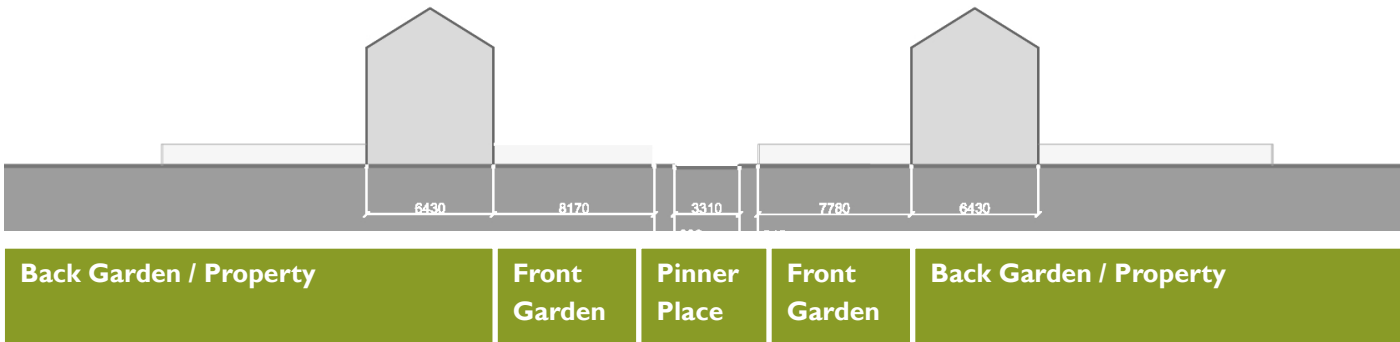 6430 8170 3310 7780 6430
Back Garden / Property
Front
Garden
Pinner
Place
Front
Garden
Back Garden / Property